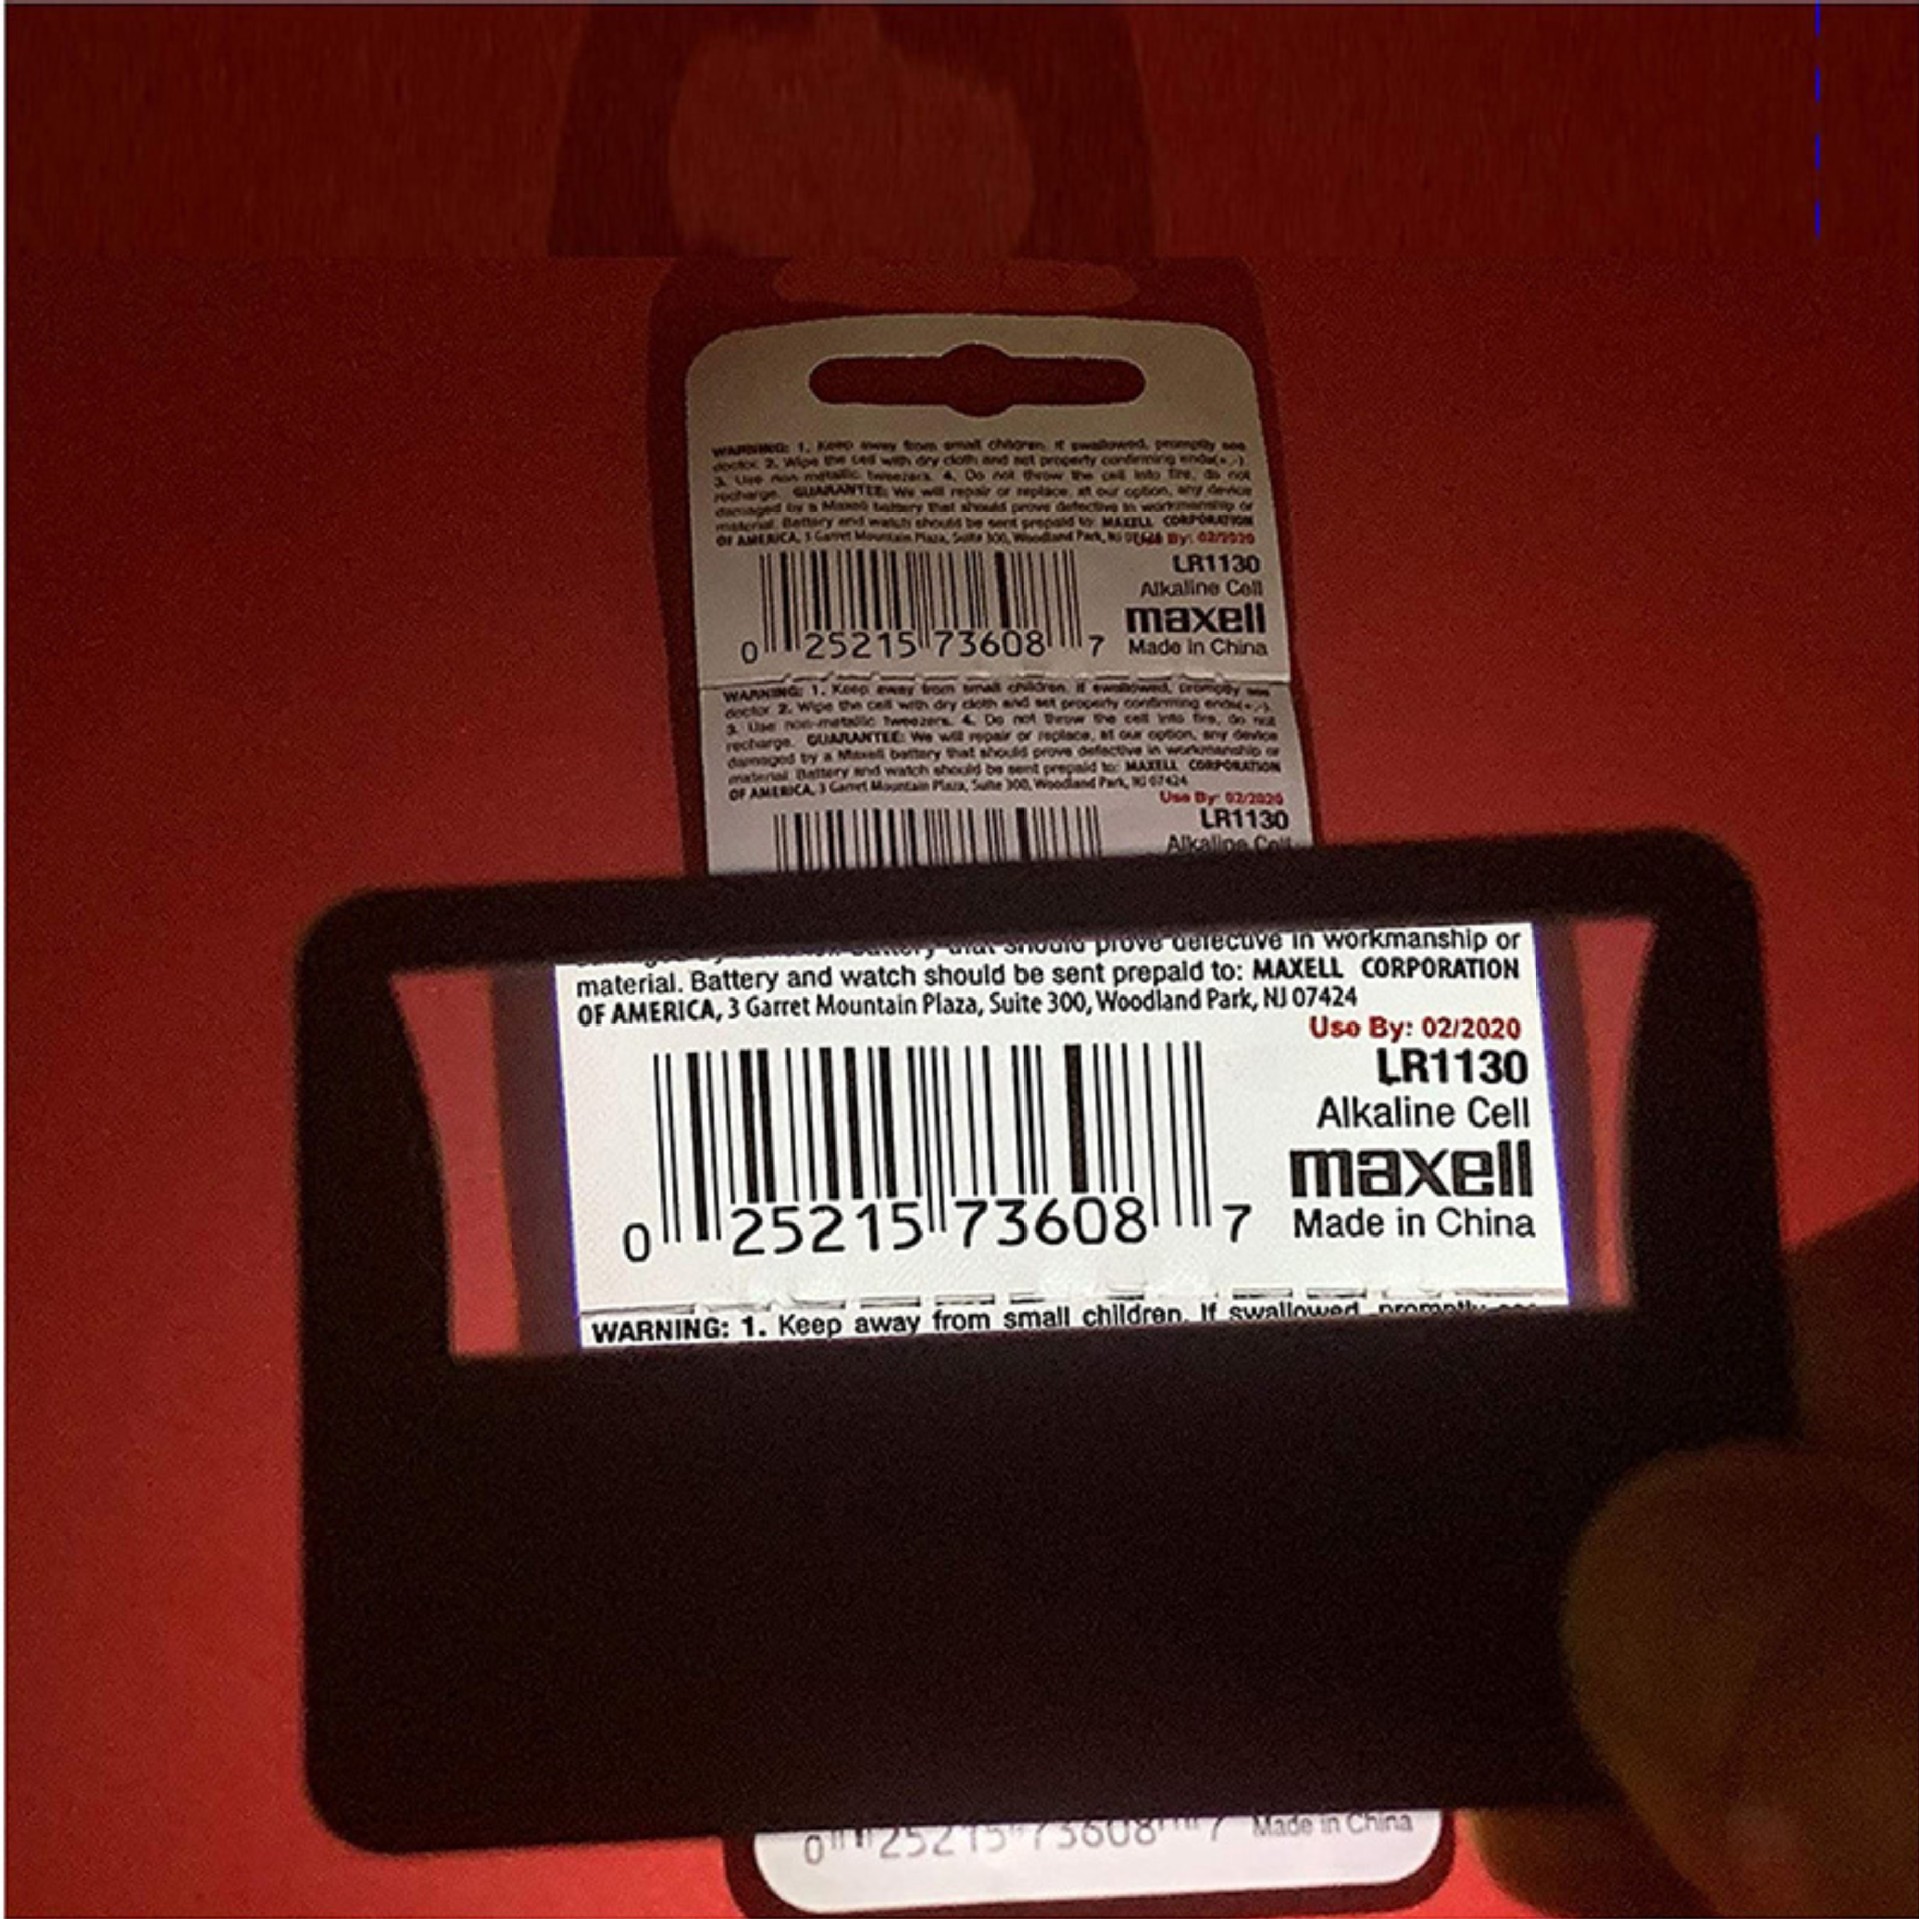 WARNING: 1. Keep away from small children. If swallowed, promptly see
doctor. 2. Wipe the cell with dry cloth and set properly confirming ends(+,-).
3. Use non-metallic tweezers. 4. Do not throw the cell into fire, do not
recharge. GUARANTEE: We will repair or replace, at our option, any device
damaged by a Maxell battery that should prove defective in workmanship or
material. Battery and watch should be sent prepaid to: MAXELL CORPORATION
OF AMERICA, 3 Garret Mountain Plaza, Suite 300, Woodland Park, NJ
Use By: 02/2020
LR1130
Alkaline Cell
maxell
0 25215 73608 7 Made in China
WARNING: 1. Keep away from small children. If swallowed, promptly see
doctor. 2. Wipe the cell with dry cloth and set properly confirming ends(+,-).
3. Use non-metallic tweezers. 4. Do not throw the cell into fire, do not
recharge. GUARANTEE: We will repair or replace, at our option, any device
damaged by a Maxell battery that should prove defective in workmanship or
material. Battery and watch should be sent prepaid to: MAXELL CORPORATION
OF AMERICA, 3 Garret Mountain Plaza, Suite 300, Woodland Park, NJ 07424
Use By: 02/2020
LR1130
Alkaline Cell
battery that should prove defective in workmanship or
material. Battery and watch should be sent prepaid to: MAXELL CORPORATION
OF AMERICA, 3 Garret Mountain Plaza, Suite 300, Woodland Park, NJ 07424
Use By: 02/2020
LR1130
Alkaline Cell
maxell
0 25215 73608 7 Made in China
WARNING: 1. Keep away from small children. If swallowed, promptly
0 25215 73608 7 Made in China